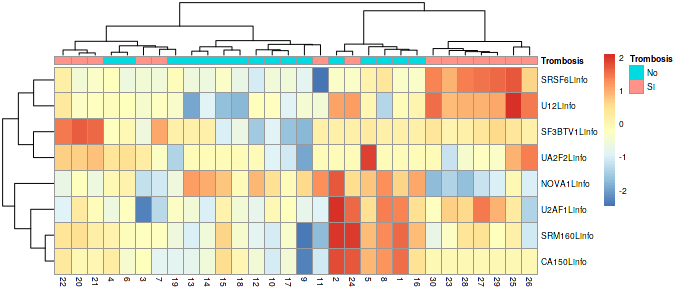 Trombosis
SRSF6Linfo
U12Linfo
SF3BTV1Linfo
UA2F2Linfo
NOVA1Linfo
U2AF1Linfo
SRM160Linfo
CA150Linfo
22 20 21 4 6 3 7 19 13 14 15 18 12 10 17 9 11 2 24 5 8 1 16 30 23 28 27 29 25 26
2
1
0
-1
-2
Trombosis
No
Si